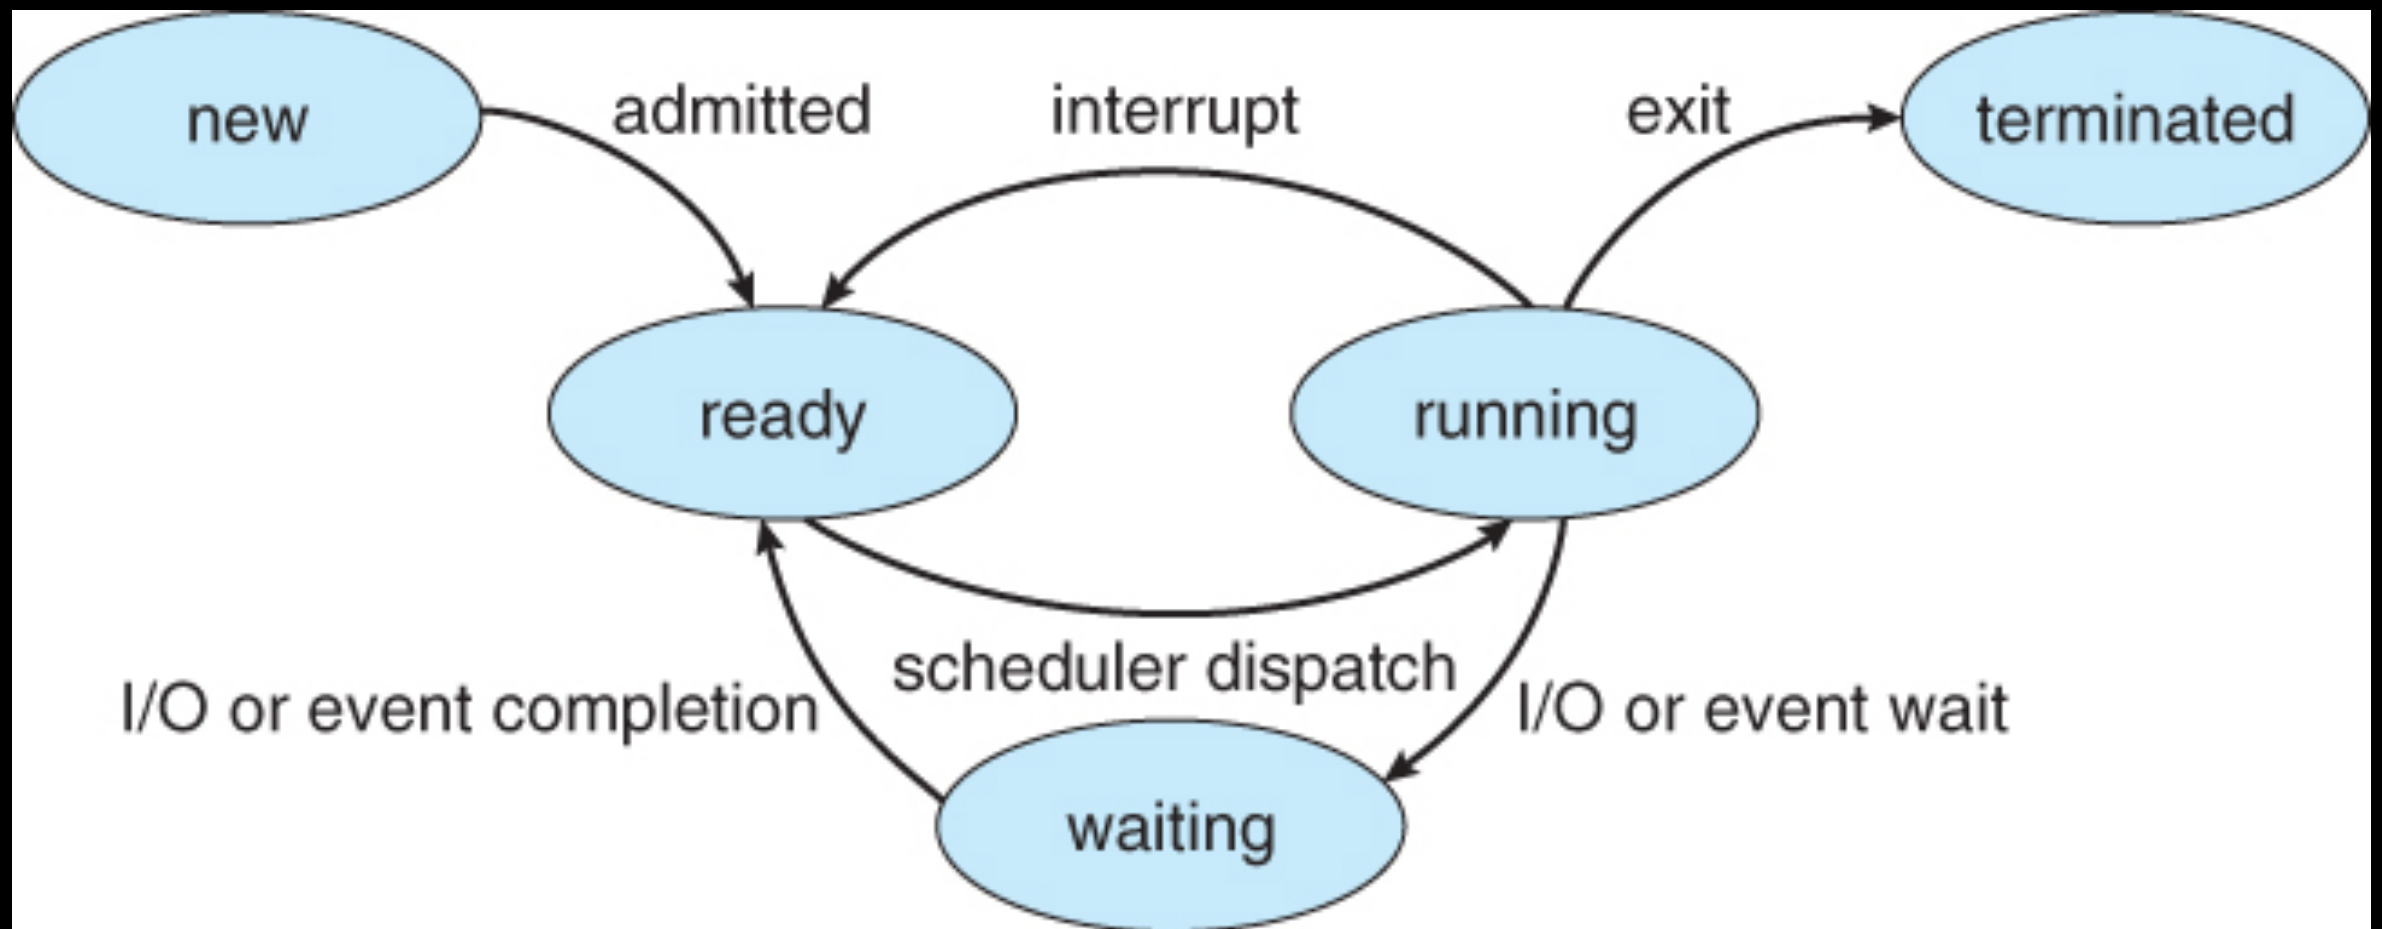 new
admitted
interrupt
exit
terminated
ready
running
scheduler dispatch
I/O or event completion
I/O or event wait
waiting